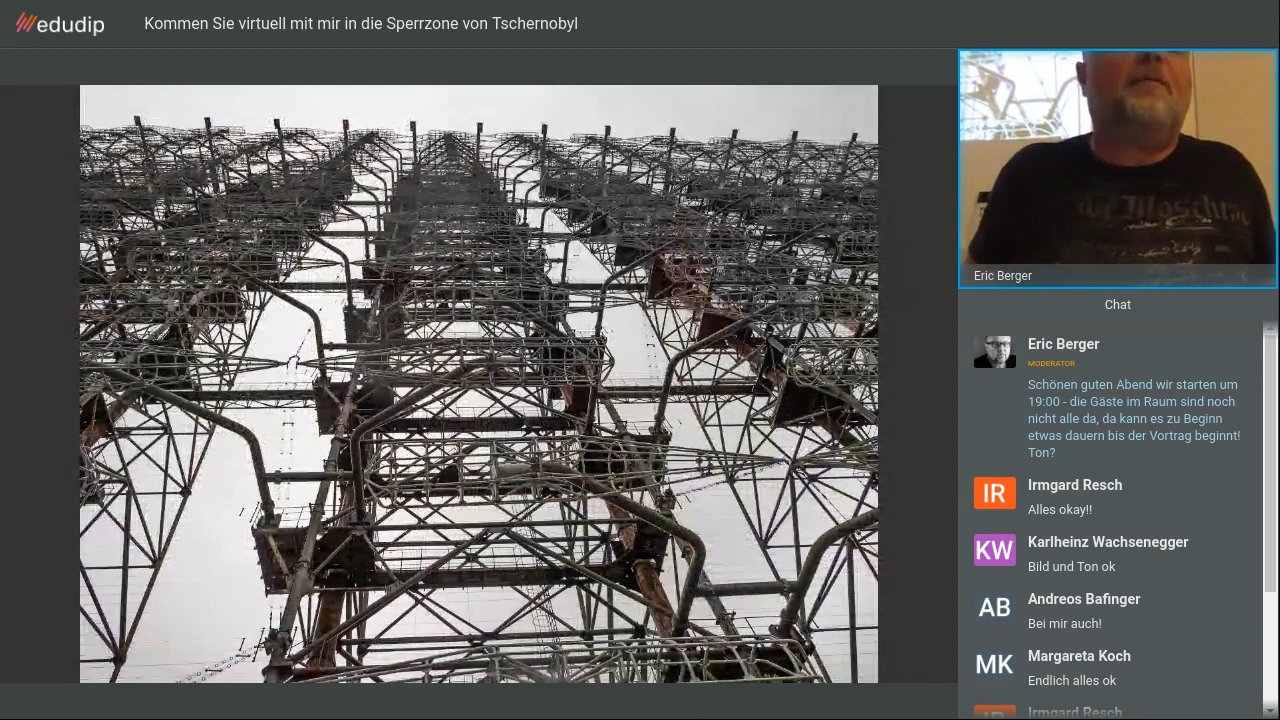 edudip
Kommen Sie virtuell mit mir in die Sperrzone von Tschernobyl
Eric Berger
Chat
Eric Berger
MODERATOR
Schönen guten Abend wir starten um
19:00 - die Gäste im Raum sind noch
nicht alle da, da kann es zu Beginn
etwas dauern bis der Vortrag beginnt!
Ton?
IR
Irmgard Resch
Alles okay!!
KW
Karlheinz Wachsenegger
Bild und Ton ok
AB
Andreos Bafinger
Bei mir auch!
MK
Margareta Koch
Endlich alles ok
IR
Irmgard Resch